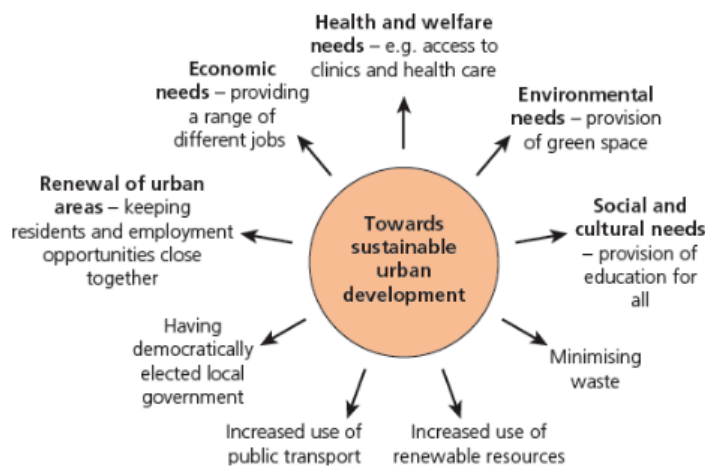 Health and welfare
needs – e.g. access to
clinics and health care
Economic
needs – providing
a range of
different jobs
Environmental
needs – provision
of green space
Renewal of urban
areas – keeping
residents and employment
opportunities close
together
Towards
sustainable
urban
development
Social and
cultural needs
– provision of
education for
all
Having
democratically
elected local
government
Minimising
waste
Increased use of
public transport
Increased use of
renewable resources